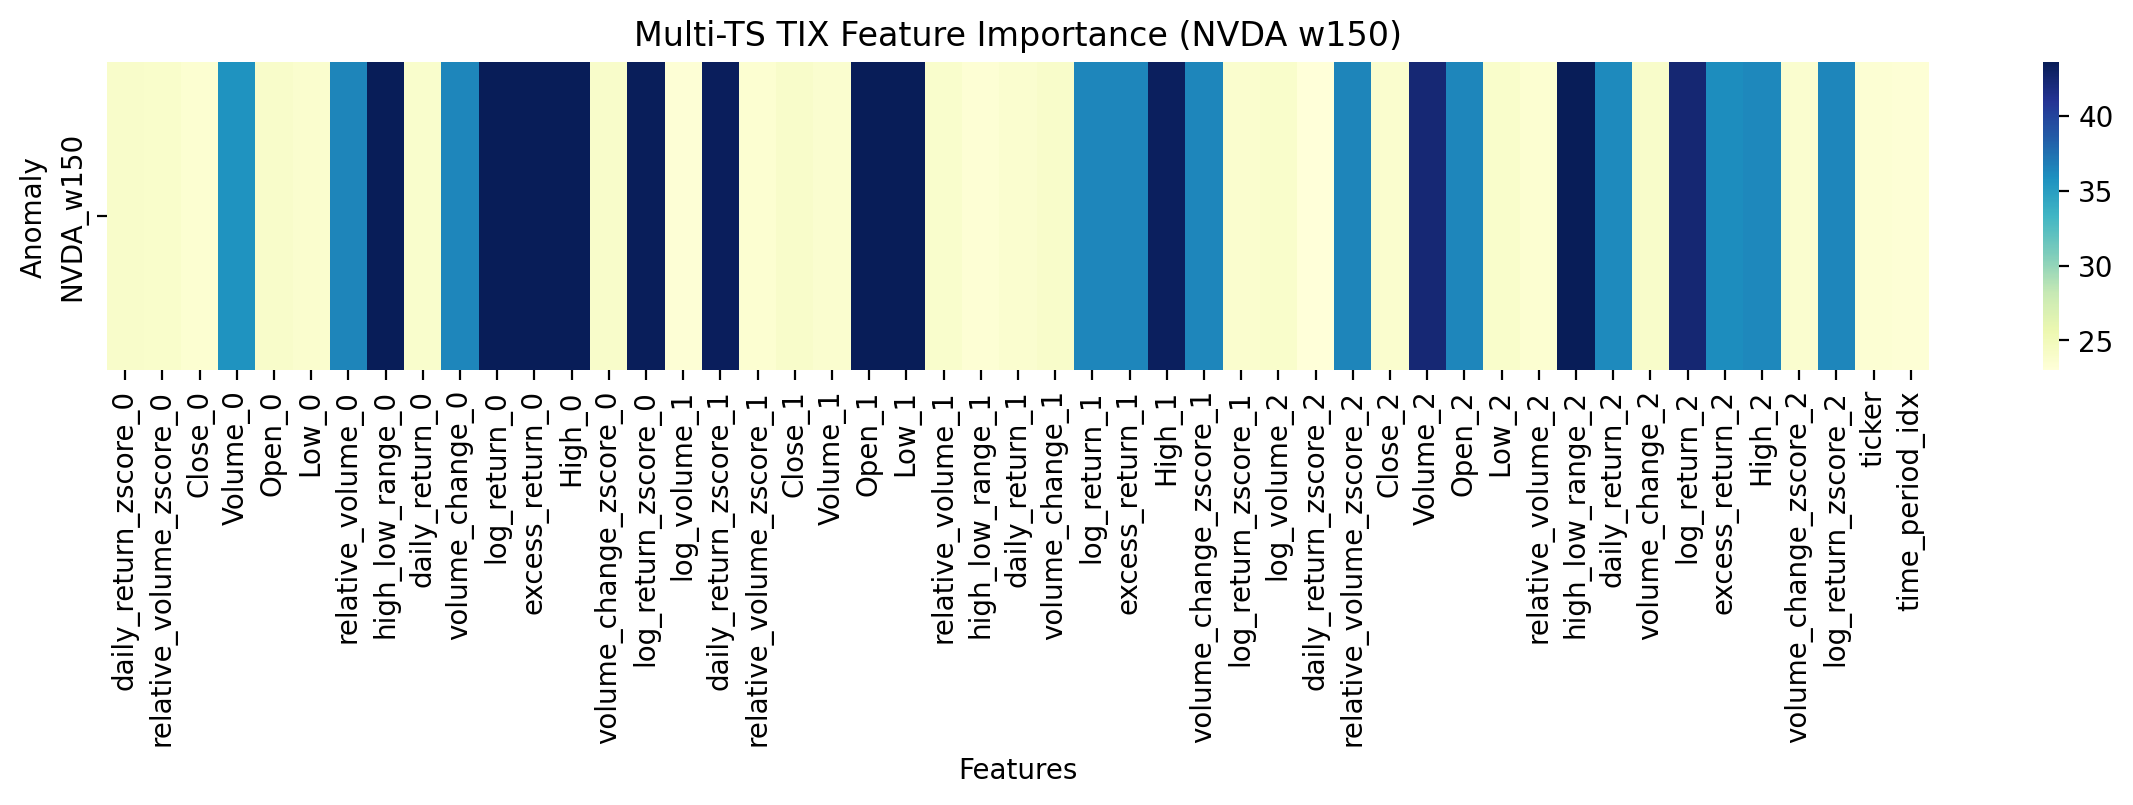 Multi-TS TIX Feature Importance (NVDA w150)
Anomaly
NVDA_w150
40
35
30
25
daily_return_zscore_0
relative_volume_zscore_0
Close_0
Volume_0
Open_0
Low_0
relative_volume_0
high_low_range_0
daily_return_0
volume_change_0
log_return_0
excess_return_0
High_0
volume_change_zscore_0
log_return_zscore_0
log_volume_1
daily_return_zscore_1
relative_volume_zscore_1
Close_1
Volume_1
Open_1
Low_1
relative_volume_1
high_low_range_1
daily_return_1
volume_change_1
log_return_1
excess_return_1
High_1
volume_change_zscore_1
log_return_zscore_1
log_volume_2
daily_return_zscore_2
relative_volume_zscore_2
Close_2
Volume_2
Open_2
Low_2
relative_volume_2
high_low_range_2
daily_return_2
volume_change_2
log_return_2
excess_return_2
High_2
volume_change_zscore_2
log_return_zscore_2
ticker
time_period_idx
Features